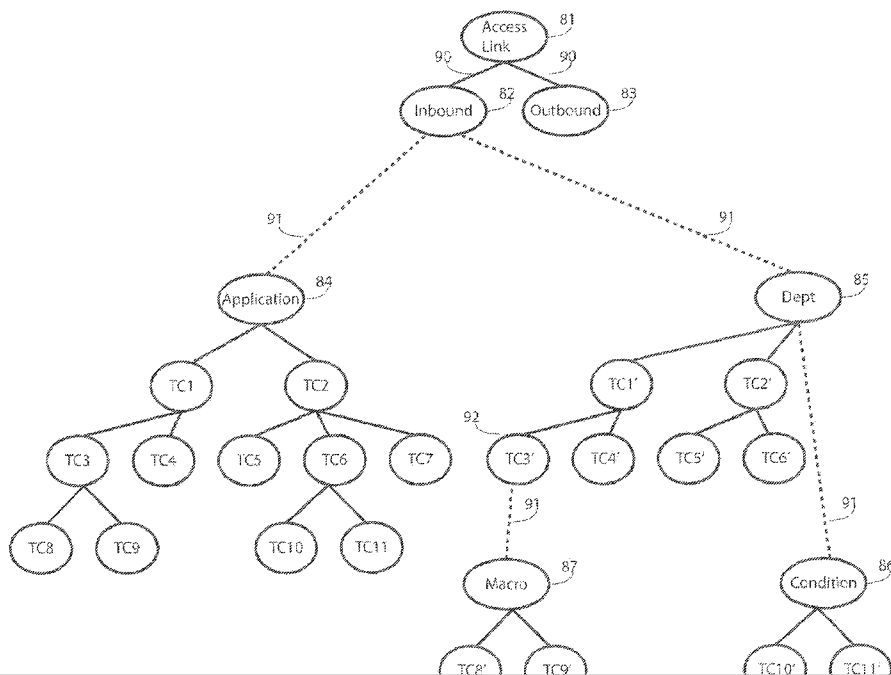 Access
Link
81
90
90
Inbound
82
Outbound
83
91
91
Application
84
Dept
85
TC1
TC2
TC1′
TC2′
92
TC3
TC4
TC5
TC6
TC7
TC3′
TC4′
TC5′
TC6′
91
91
TC8
TC9
TC10
TC11
Macro
87
Condition
86
TC8′
TC9′
TC10′
TC11′